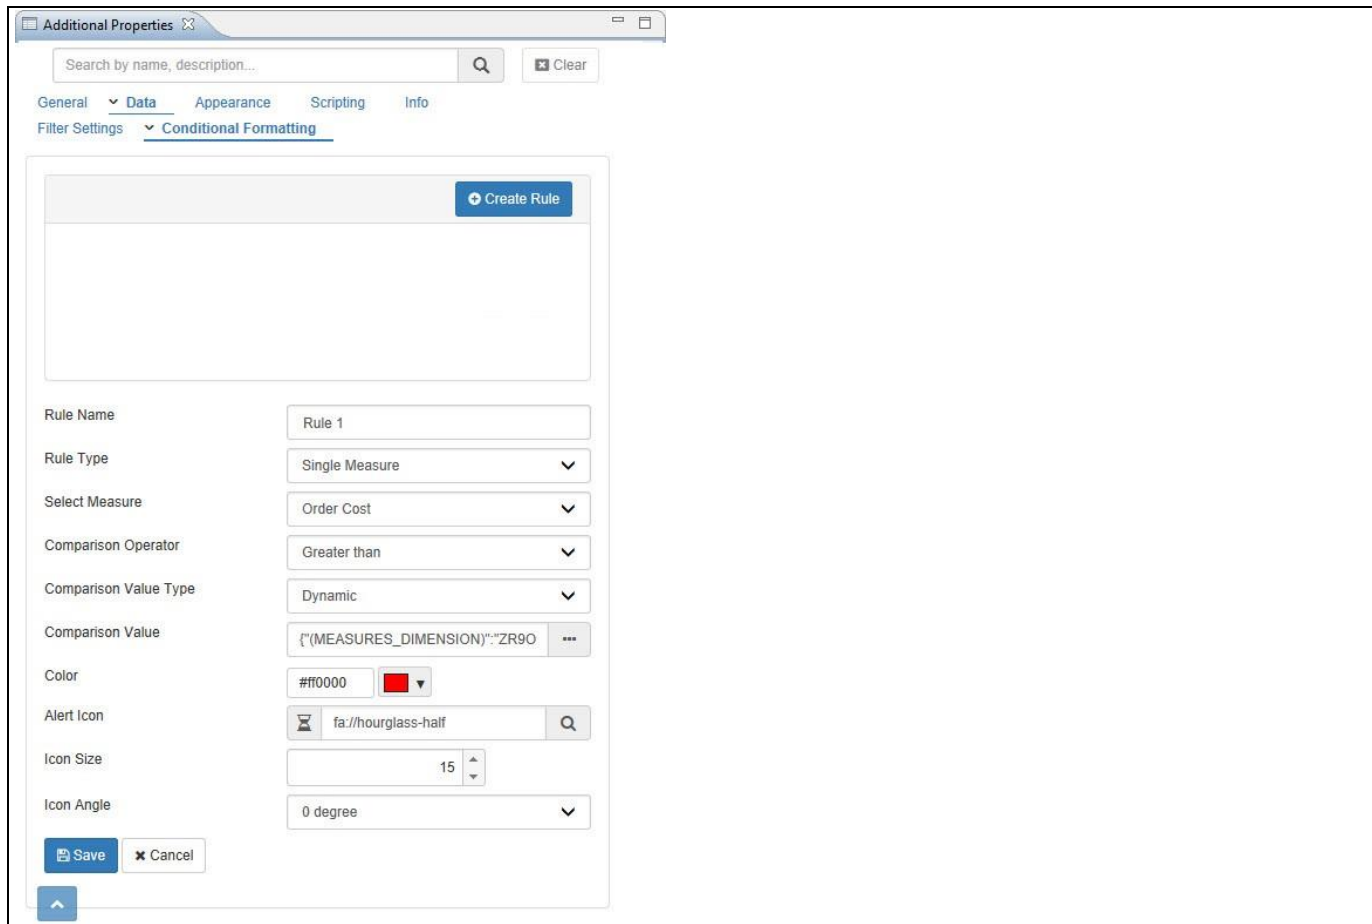 Additional Properties
Search by name, description...
Clear
General Data Appearance Scripting Info
Filter Settings Conditional Formatting
Create Rule
Rule Name Rule 1
Rule Type Single Measure
Select Measure Order Cost
Comparison Operator Greater than
Comparison Value Type Dynamic
Comparison Value {"(MEASURES_DIMENSION)":"ZR9O
Color #ff0000
Alert Icon fa://hourglass-half
Icon Size 15
Icon Angle 0 degree
Save Cancel